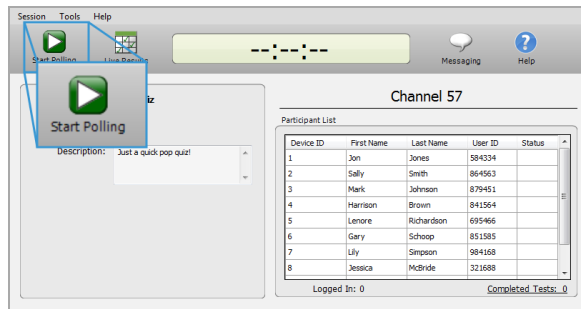 Session Tools Help
Start Polling Live Results --:--:-- Messaging Help
Start Polling
iz
Description: Just a quick pop quiz!
Channel 57
Participant List
Device ID First Name Last Name User ID Status
1 Jon Jones 584334
2 Sally Smith 864563
3 Mark Johnson 879451
4 Harrison Brown 841564
5 Lenore Richardson 695466
6 Gary Schoop 851585
7 Lily Simpson 984168
8 Jessica McBride 321688
Logged In: 0 Completed Tests: 0